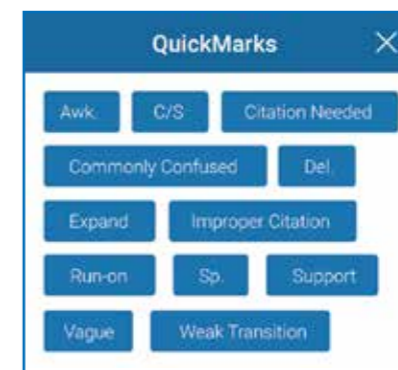 QuickMarks
Awk. C/S Citation Needed
Commonly Confused Del.
Expand Improper Citation
Run-on Sp. Support
Vague Weak Transition